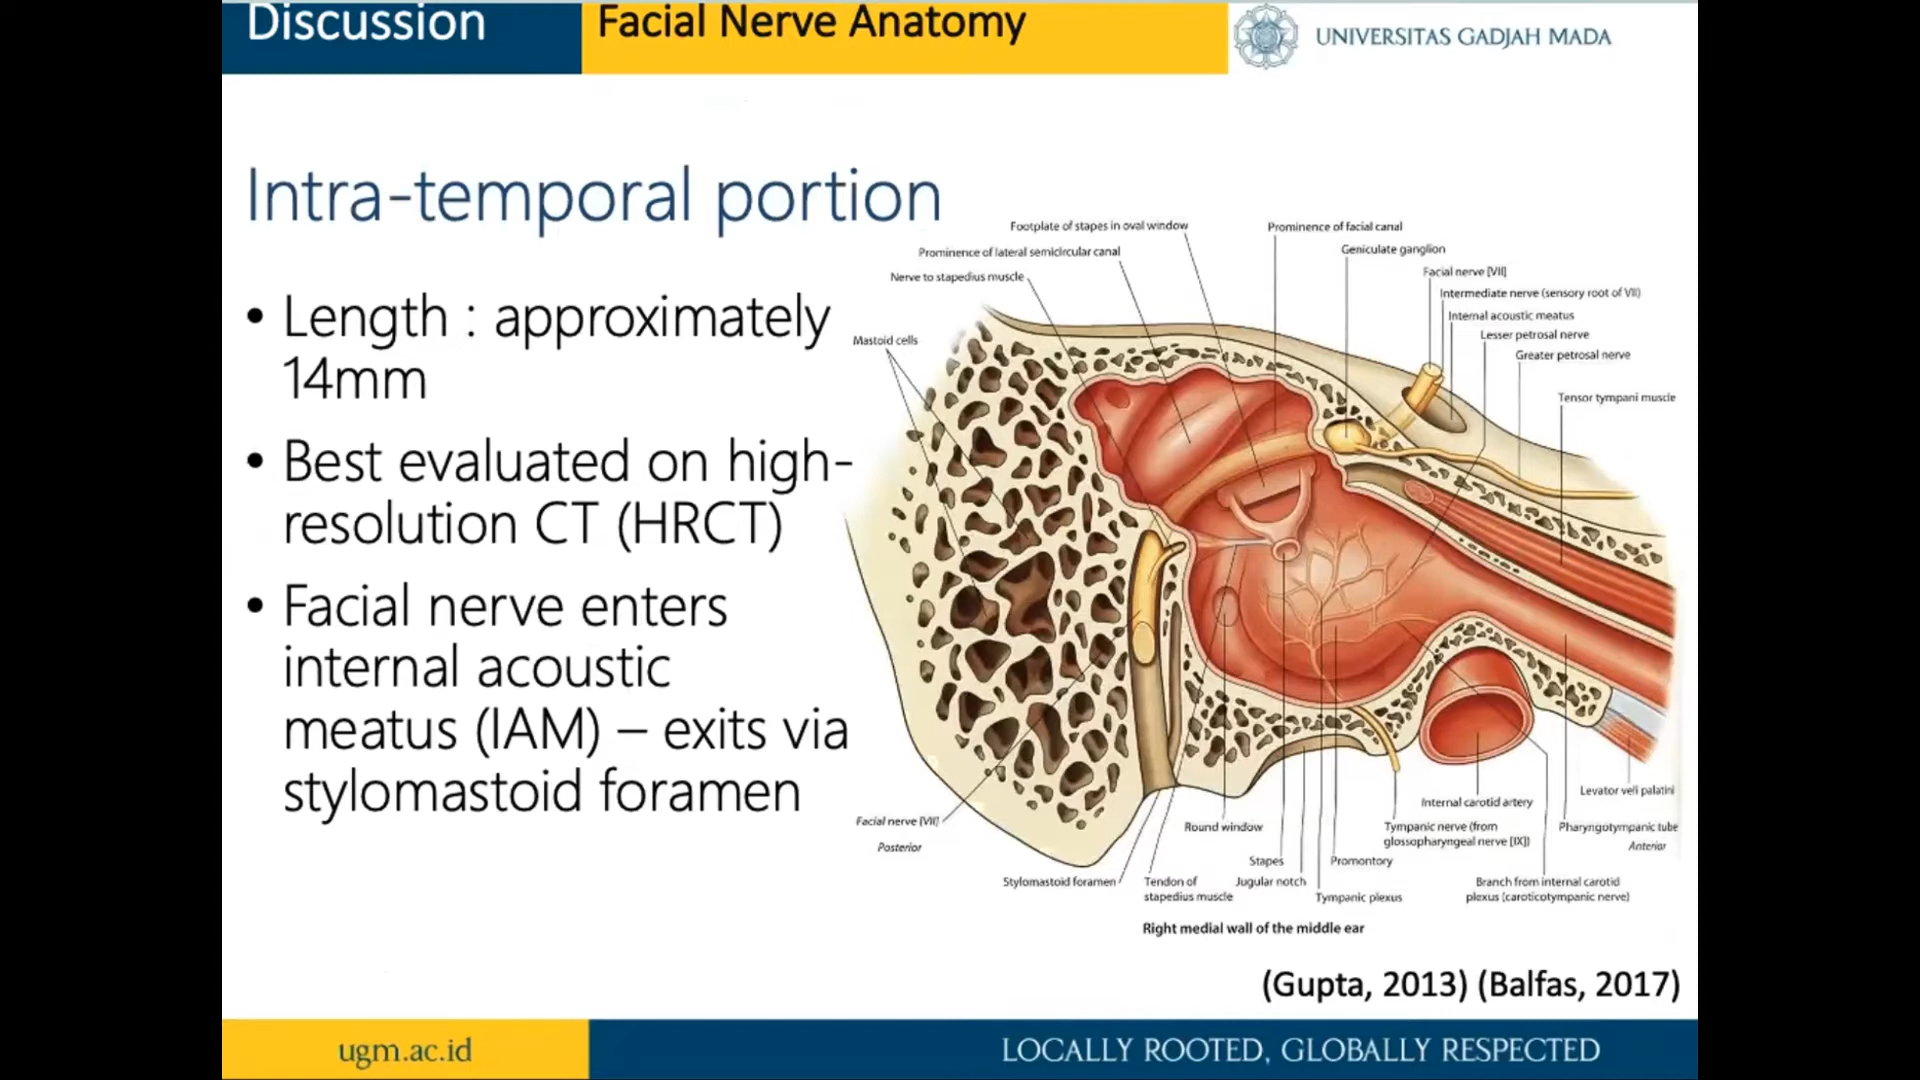 Discussion
Facial Nerve Anatomy
UNIVERSITAS GADJAH MADA
Intra-temporal portion
• Length : approximately
14mm
• Best evaluated on high-
resolution CT (HRCT)
• Facial nerve enters
internal acoustic
meatus (IAM) – exits via
stylomastoid foramen
Footplate of stapes in oval window
Prominence of facial canal
Prominence of lateral semicircular canal
Geniculate ganglion
Nerve to stapedius muscle
Facial nerve [VII]
Intermediate nerve (sensory root of VII)
Internal acoustic meatus
Lesser petrosal nerve
Mastoid cells
Greater petrosal nerve
Tensor tympani muscle
Levator veli palatini
Internal carotid artery
Facial nerve [VII]
Round window
Tympanic nerve (from
glossopharyngeal nerve [IX])
Pharyngotympanic tube
Posterior
Anterior
Stapes
Promontory
Stylomastoid foramen
Tendon of
stapedius muscle
Jugular notch
Tympanic plexus
Branch from internal carotid
plexus (caroticotympanic nerve)
Right medial wall of the middle ear
(Gupta, 2013) (Balfas, 2017)
ugm.ac.id
LOCALLY ROOTED, GLOBALLY RESPECTED